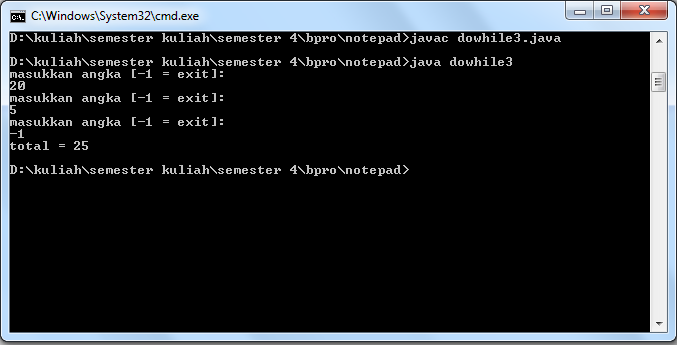 C:\Windows\System32\cmd.exe
D:\kuliah\semester kuliah\semester 4\bpro\notepad>javac dowhile3.java
D:\kuliah\semester kuliah\semester 4\bpro\notepad>java dowhile3
masukkan angka [-1 = exit]:
20
masukkan angka [-1 = exit]:
5
masukkan angka [-1 = exit]:
-1
total = 25
D:\kuliah\semester kuliah\semester 4\bpro\notepad>